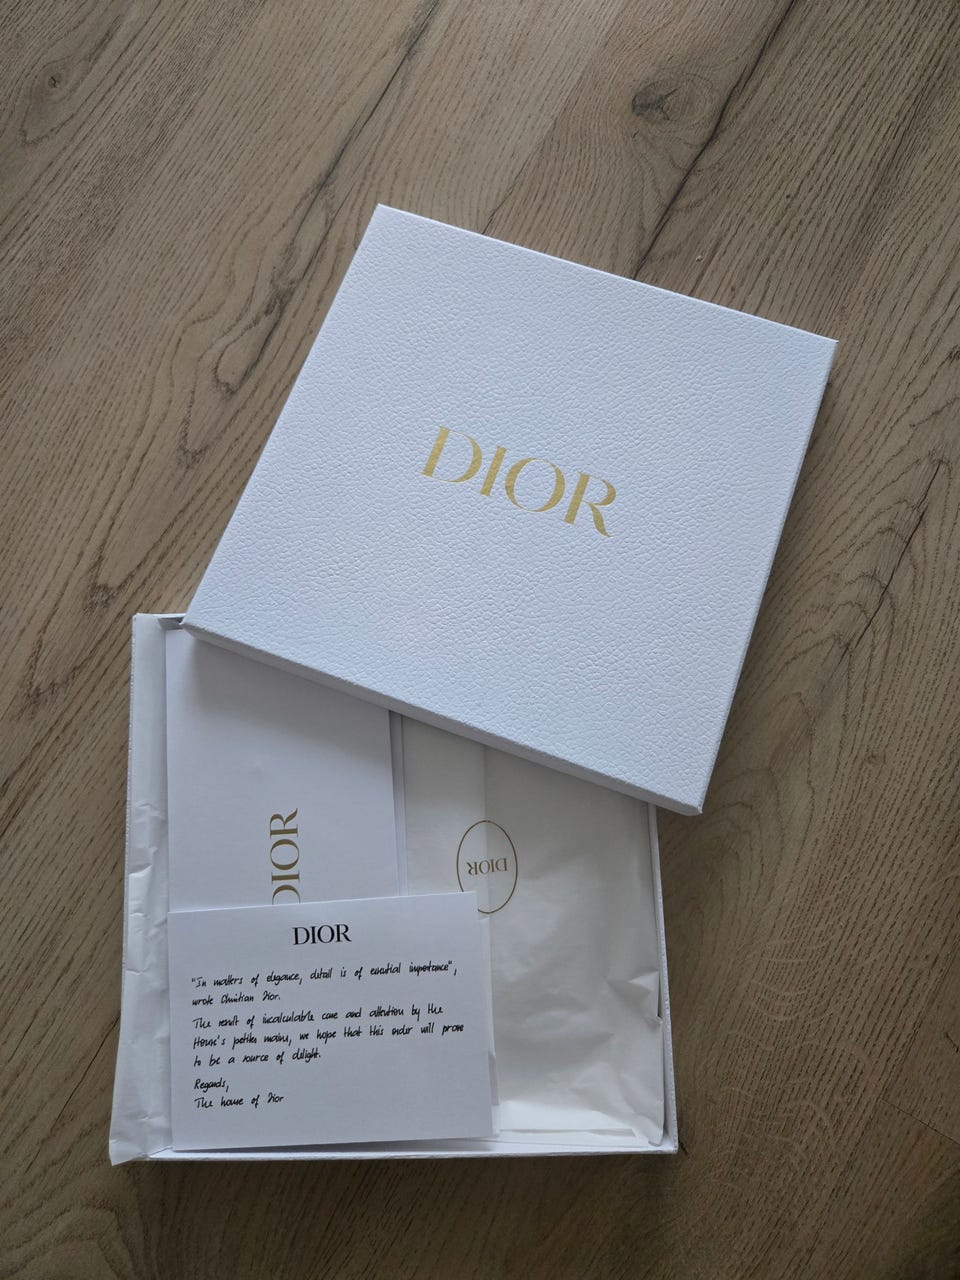 DIOR
DIOR
DIOR
DIOR
"In matters of elegance, detail is of essential importance",
wrote Christian Dior.
The result of incalculable care and attention by the
House's petites mains, we hope that this order will prove
to be a source of delight.
Regards,
The house of Dior